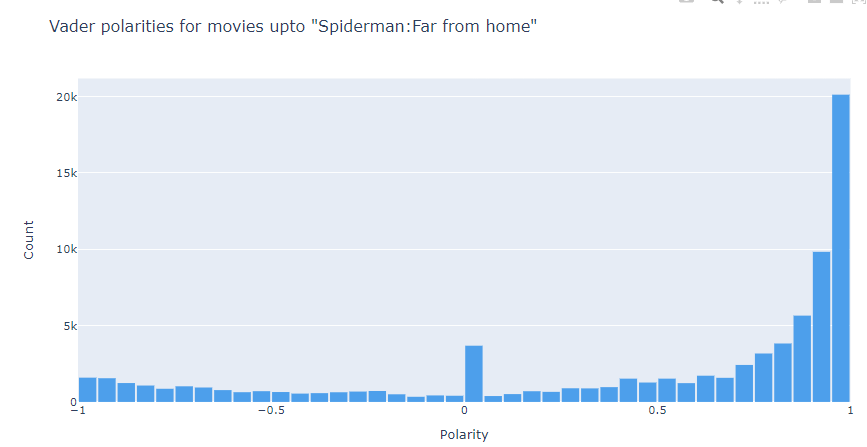 Vader polarities for movies upto "Spiderman:Far from home"
20k
15k
10k
5k
0
Count
−1
−0.5
0
0.5
1
Polarity